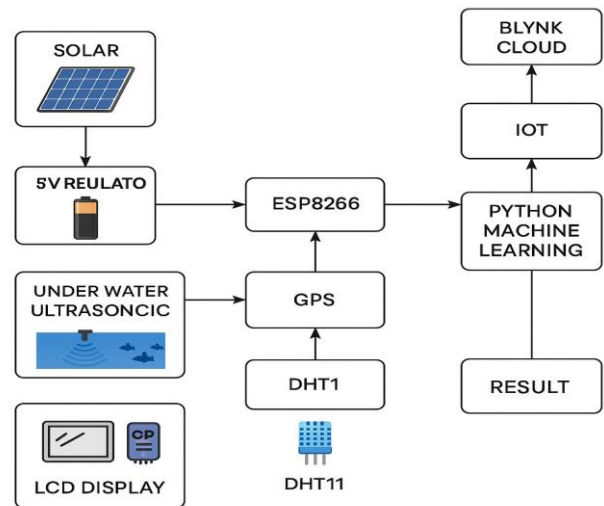 SOLAR
5V REULATO
UNDER WATER
ULTRASONCIC
CP
LCD DISPLAY
ESP8266
GPS
DHT1
DHT11
BLYNK
CLOUD
IOT
PYTHON
MACHINE
LEARNING
RESULT